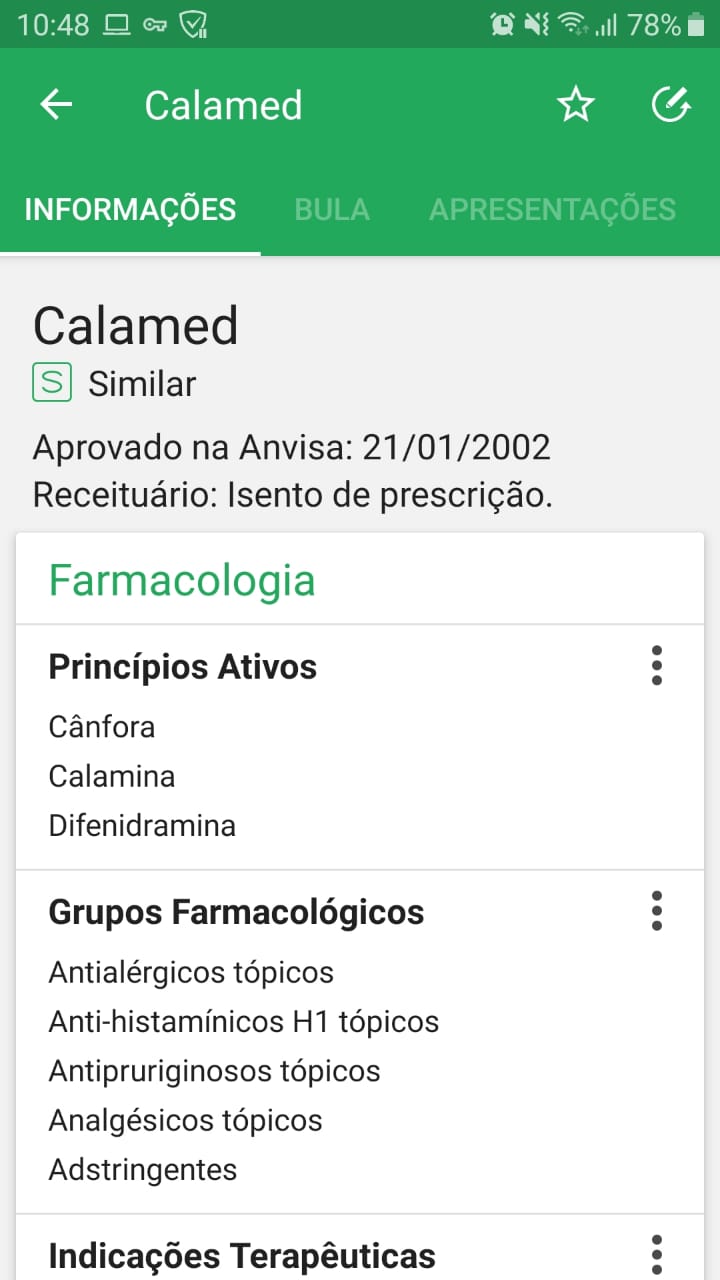 10:48 78%
Calamed
INFORMAÇÕES BULA APRESENTAÇÕES
Calamed
S Similar
Aprovado na Anvisa: 21/01/2002
Receituário: Isento de prescrição.
Farmacologia
Princípios Ativos
Cânfora
Calamina
Difenidramina
Grupos Farmacológicos
Antialérgicos tópicos
Anti-histamínicos H1 tópicos
Antipruriginosos tópicos
Analgésicos tópicos
Adstringentes
Indicações Terapêuticas